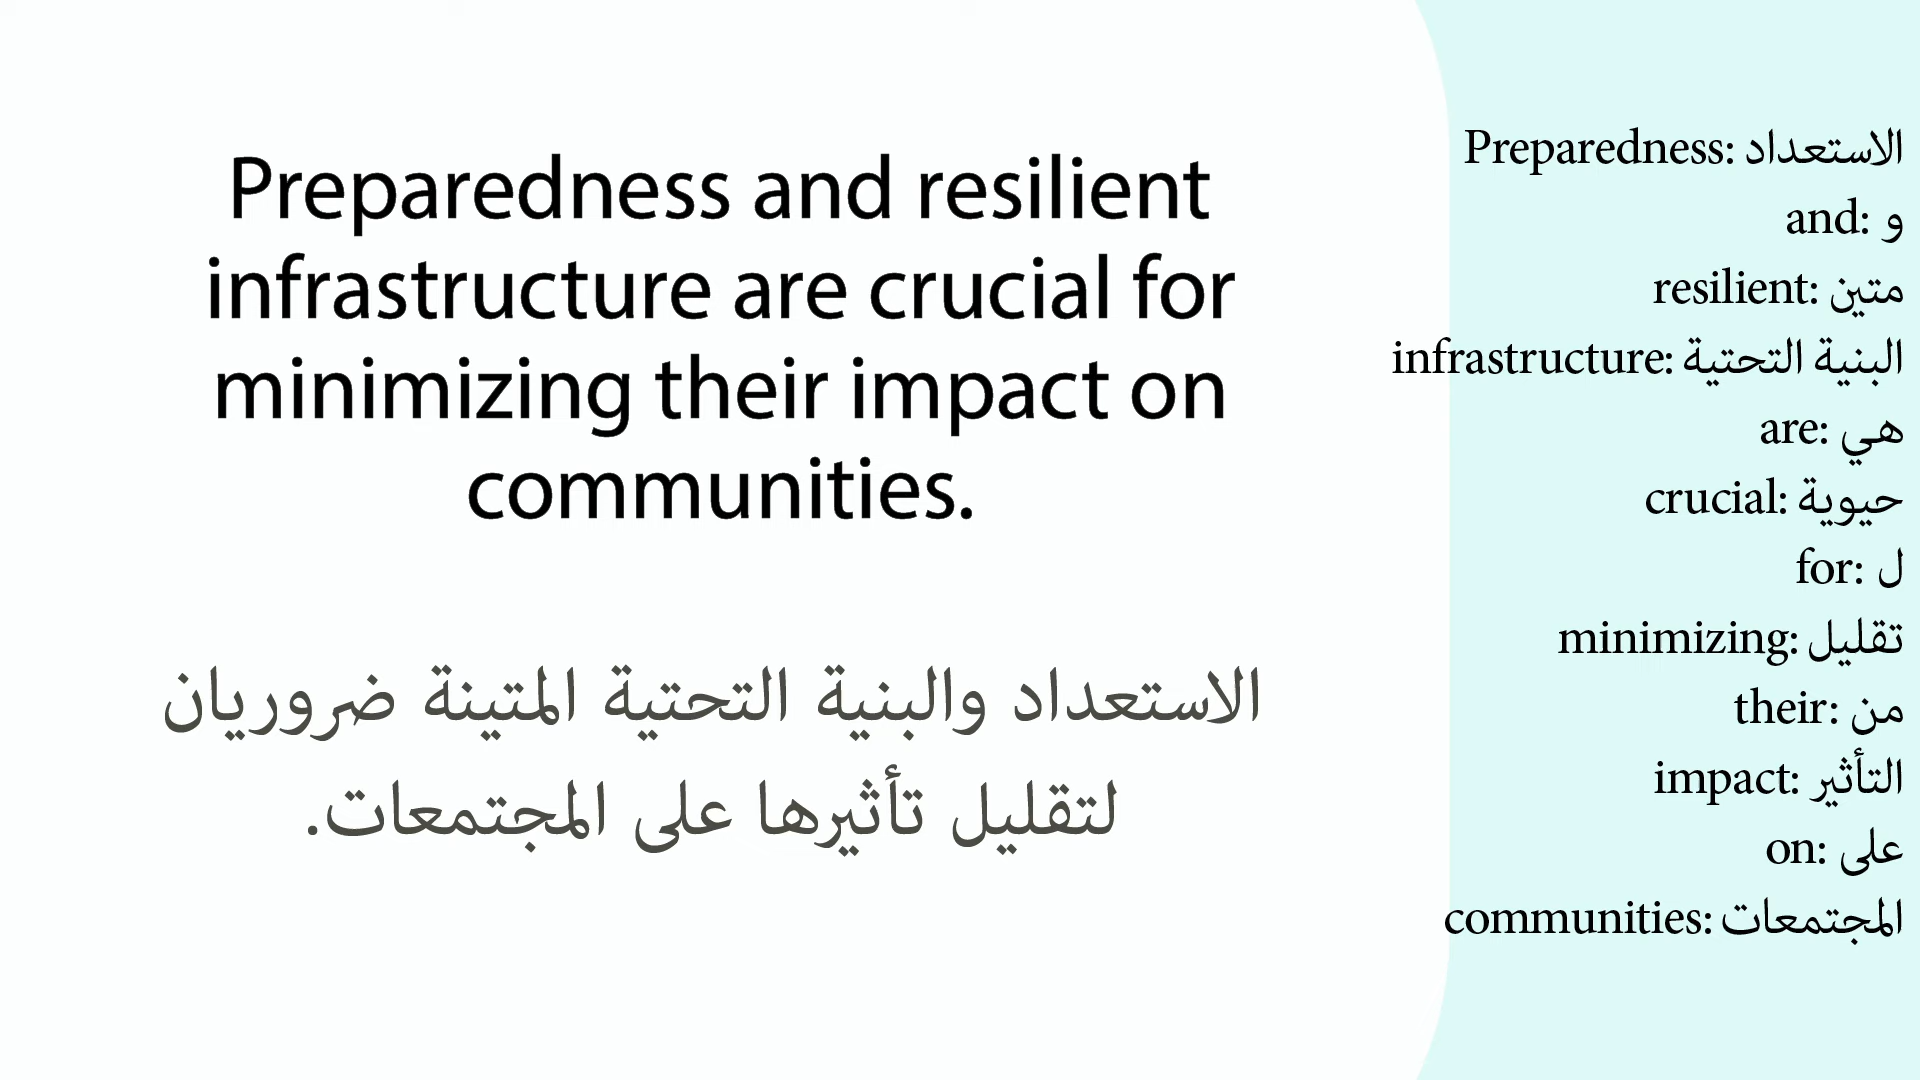 Preparedness and resilient
infrastructure are crucial for
minimizing their impact on
communities.
الاستعداد والبنية التحتية المتينة ضروريان
لتقليل تأثيرها على المجتمعات.
Preparedness: الاستعداد
and: و
resilient: متين
infrastructure: البنية التحتية
are: هي
crucial: حيوية
for: ل
minimizing: تقليل
their: من
impact: التأثير
on: على
communities: المجتمعات